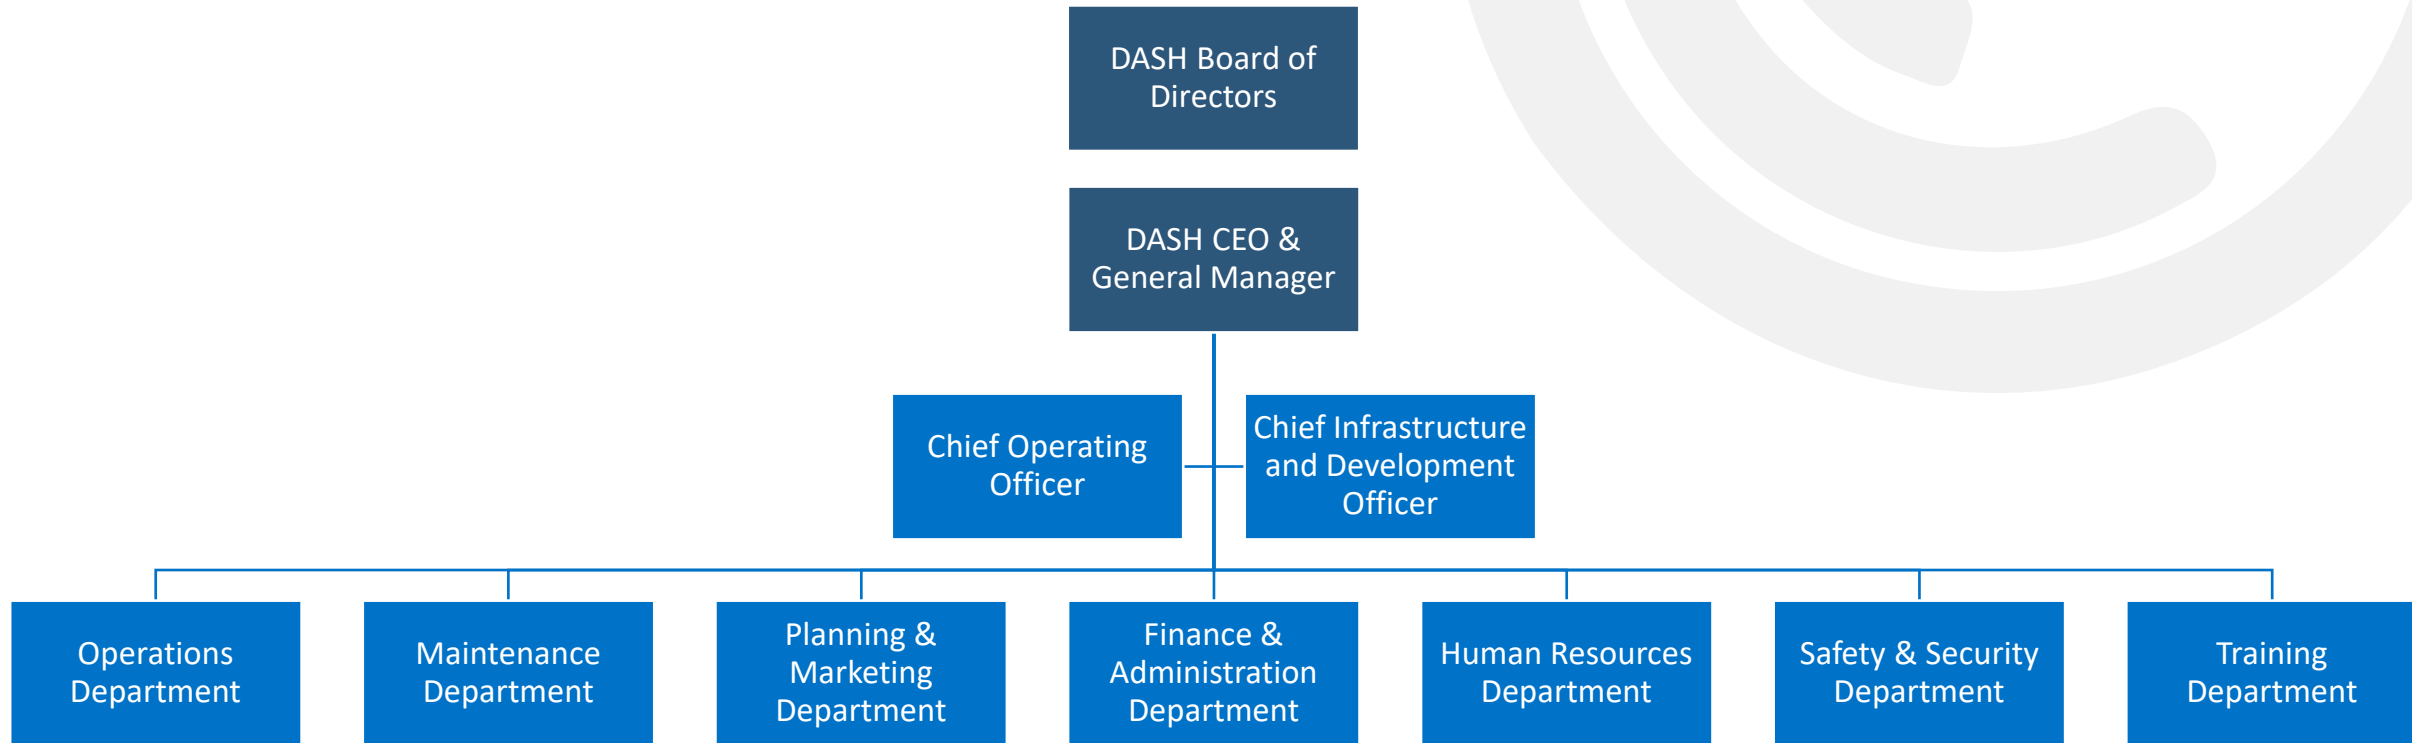 DASH Board of
Directors
DASH CEO &
General Manager
Chief Operating
Officer
Chief Infrastructure
and Development
Officer
Operations
Department
Maintenance
Department
Planning &
Marketing
Department
Finance &
Administration
Department
Human Resources
Department
Safety & Security
Department
Training
Department